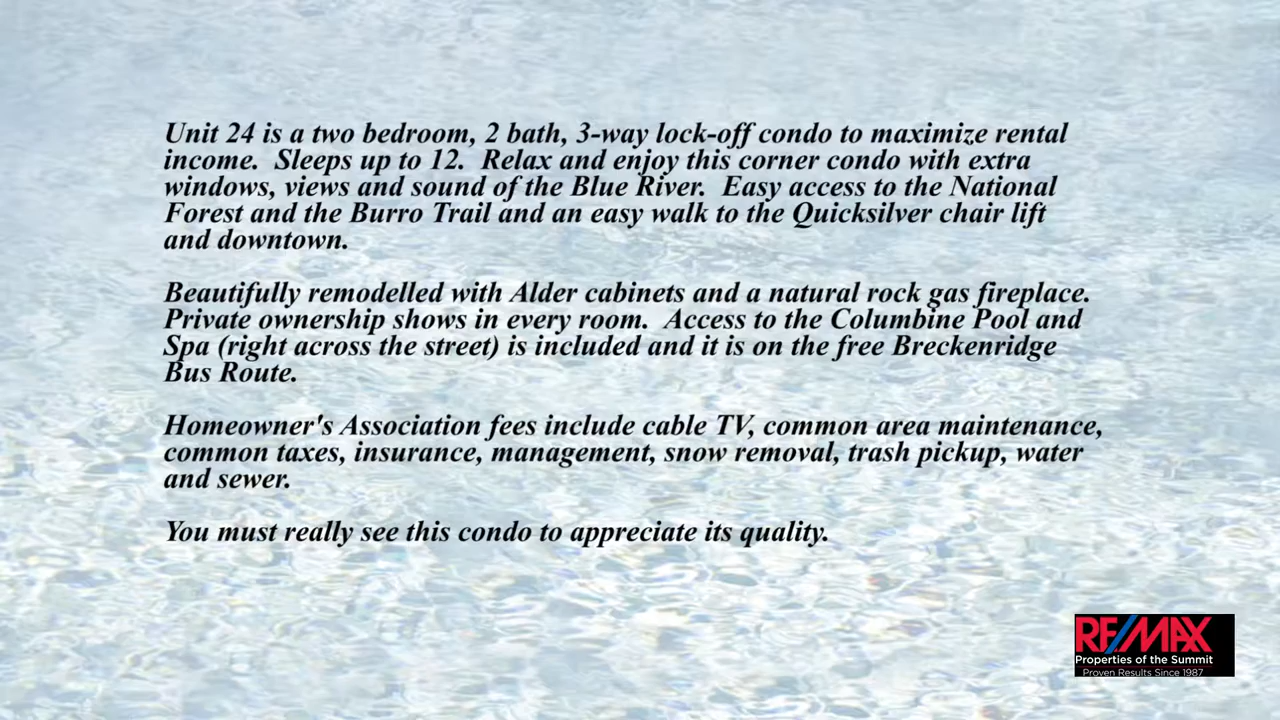 Unit 24 is a two bedroom, 2 bath, 3-way lock-off condo to maximize rental
income.  Sleeps up to 12.  Relax and enjoy this corner condo with extra
windows, views and sound of the Blue River.  Easy access to the National
Forest and the Burro Trail and an easy walk to the Quicksilver chair lift
and downtown.
Beautifully remodelled with Alder cabinets and a natural rock gas fireplace.
Private ownership shows in every room.  Access to the Columbine Pool and
Spa (right across the street) is included and it is on the free Breckenridge
Bus Route.
Homeowner's Association fees include cable TV, common area maintenance,
common taxes, insurance, management, snow removal, trash pickup, water
and sewer.
You must really see this condo to appreciate its quality.
RE/MAX
Properties of the Summit
Proven Results Since 1987